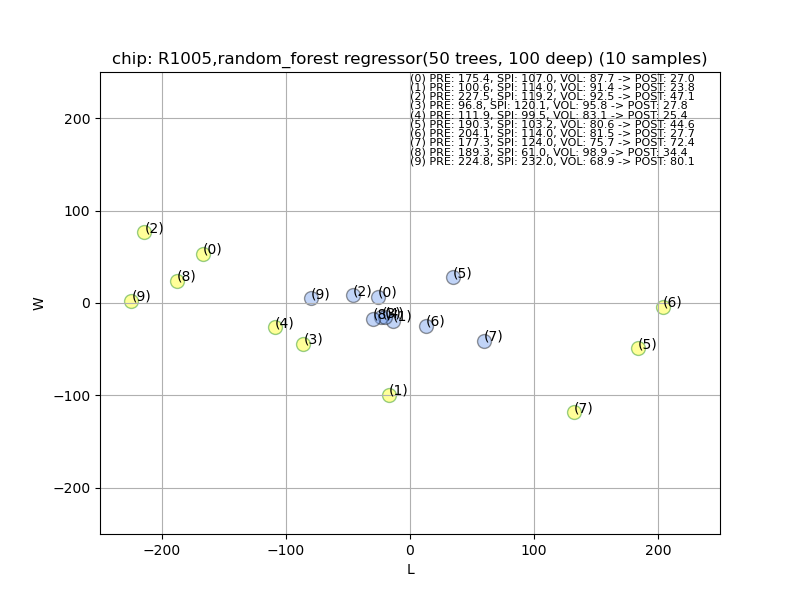 chip: R1005,random_forest regressor(50 trees, 100 deep) (10 samples)
(0) PRE: 175.4, SPI: 107.0, VOL: 87.7 -> POST: 27.0
(1) PRE: 100.6, SPI: 114.0, VOL: 91.4 -> POST: 23.8
(2) PRE: 227.5, SPI: 119.2, VOL: 92.5 -> POST: 47.1
(3) PRE: 96.8, SPI: 120.1, VOL: 95.8 -> POST: 27.8
(4) PRE: 111.9, SPI: 99.5, VOL: 83.1 -> POST: 25.4
(5) PRE: 190.3, SPI: 103.2, VOL: 80.6 -> POST: 44.6
(6) PRE: 204.1, SPI: 114.0, VOL: 81.5 -> POST: 27.7
(7) PRE: 177.3, SPI: 124.0, VOL: 75.7 -> POST: 72.4
(8) PRE: 189.3, SPI: 61.0, VOL: 98.9 -> POST: 34.4
(9) PRE: 224.8, SPI: 232.0, VOL: 68.9 -> POST: 80.1
200
100
0
−100
−200
W
(2)
(0)
(8)
(9)
(4)
(3)
(1)
(9)
(2)
(0)
(5)
(8)
(1)
(6)
(7)
(6)
(5)
(7)
−200
−100
0
100
200
L